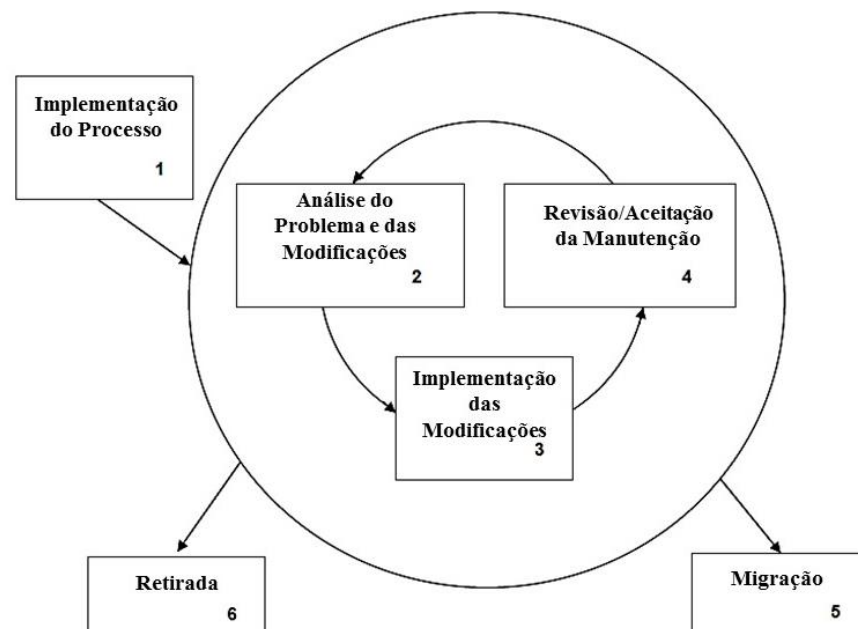 Implementação
do Processo
1
Análise do
Problema e das
Modificações
2
Revisão/Aceitação
da Manutenção
4
Implementação
das
Modificações
3
Retirada
6
Migração
5